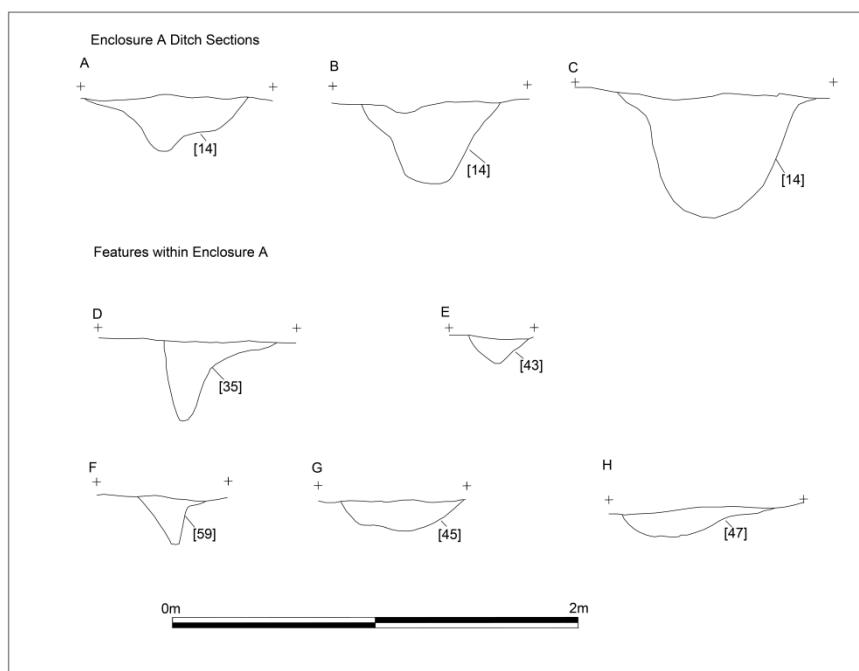 Enclosure A Ditch Sections
A
B
C
[14]
[14]
[14]
Features within Enclosure A
D
E
[35]
[43]
F
G
H
[59]
[45]
[47]
0m
2m